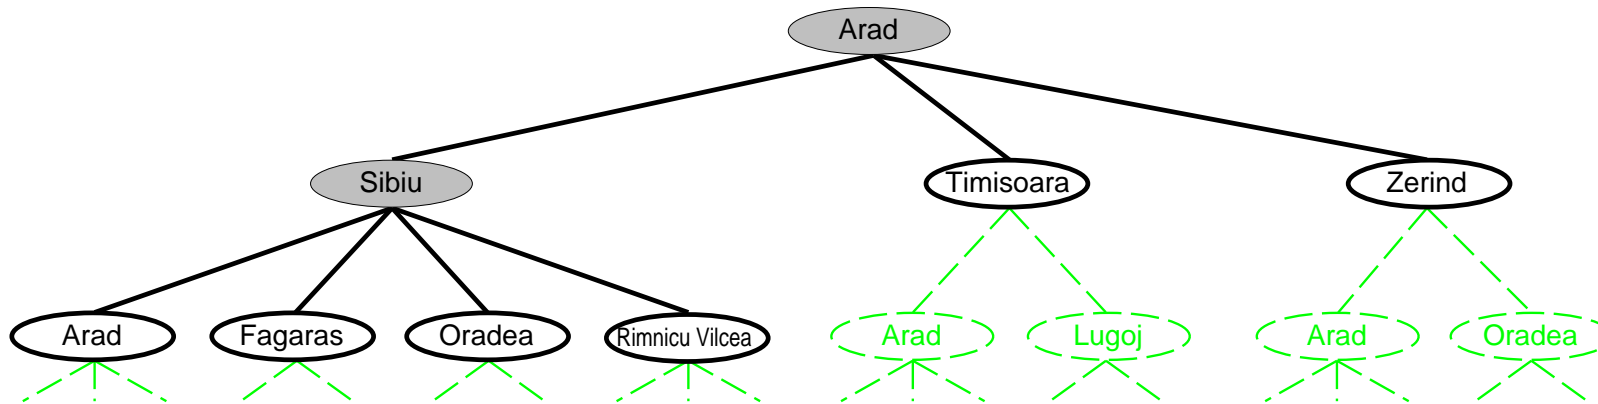 Arad
Sibiu
Timisoara
Zerind
Arad
Fagaras
Oradea
Rimnicu Vilcea
Arad
Lugoj
Arad
Oradea